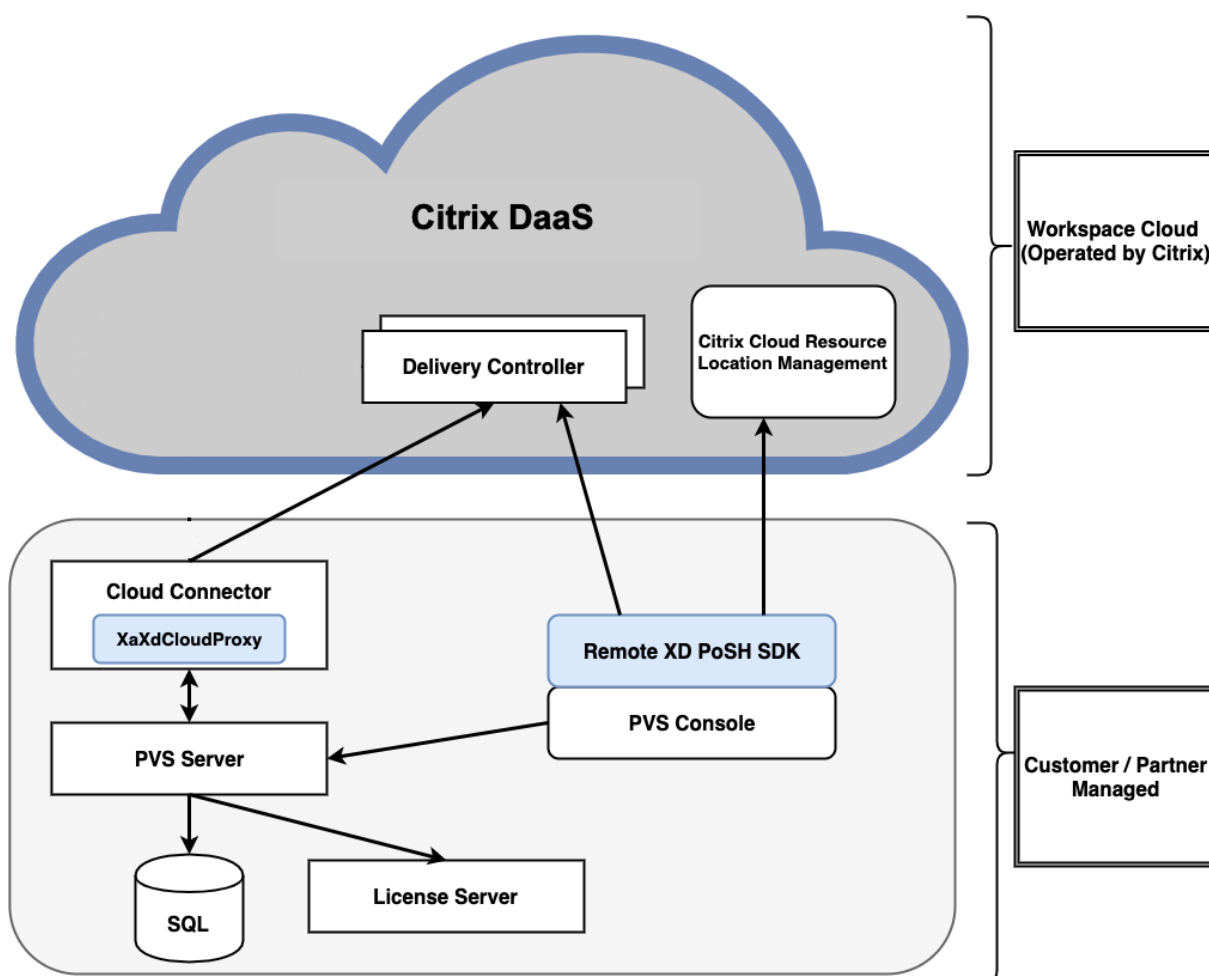 Citrix DaaS
Workspace Cloud
(Operated by Citrix)
Delivery Controller
Citrix Cloud Resource
Location Management
Cloud Connector
XaXdCloudProxy
Remote XD PoSH SDK
PVS Console
PVS Server
Customer / Partner
Managed
License Server
SQL